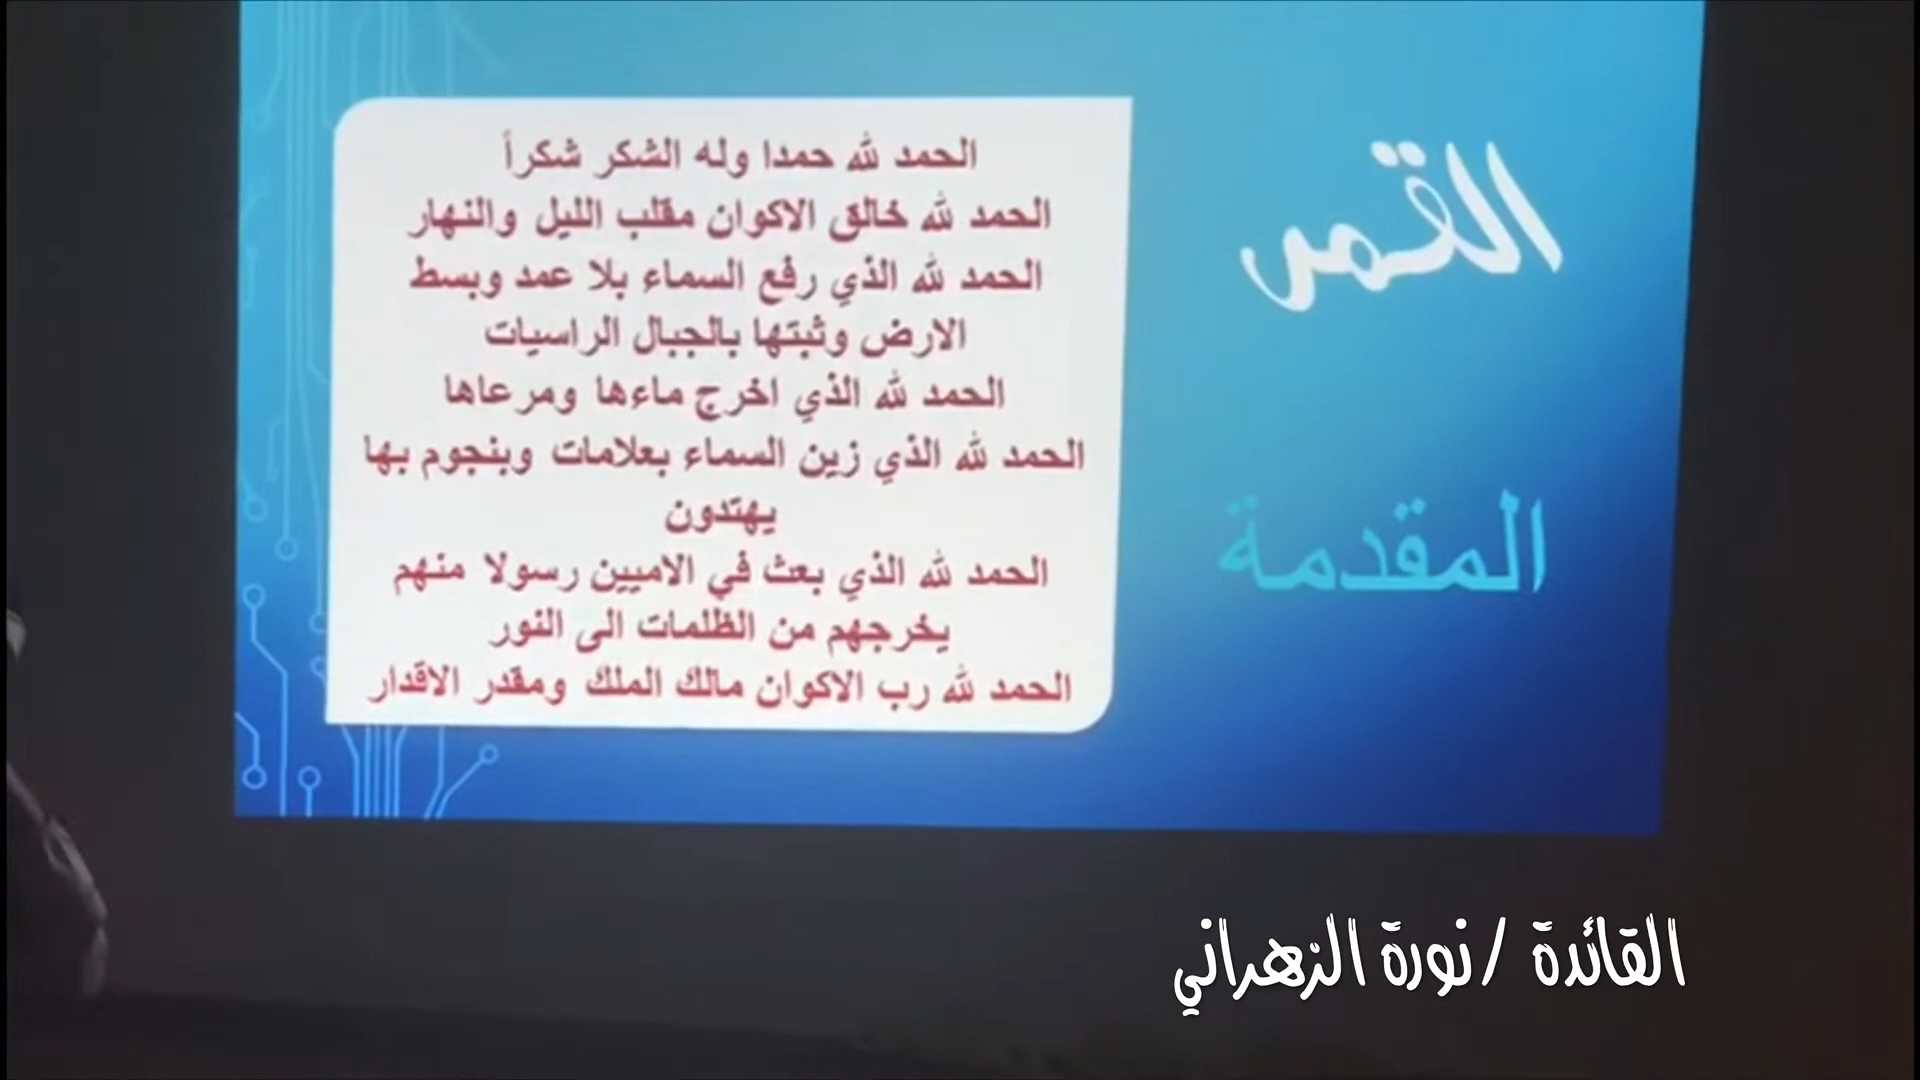 القمر
المقدمة
الحمد لله حمدا وله الشكر شكراً
الحمد لله خالق الاكوان مقلب الليل والنهار
الحمد لله الذي رفع السماء بلا عمد وبسط
الارض وثبتها بالجبال الراسيات
الحمد لله الذي اخرج ماءها ومرعاها
الحمد لله الذي زين السماء بعلامات وبنجوم بها
يهتدون
الحمد لله الذي بعث في الاميين رسولا منهم
يخرجهم من الظلمات الى النور
الحمد لله رب الاكوان مالك الملك ومقدر الاقدار
القائدة / نورة الزهراني